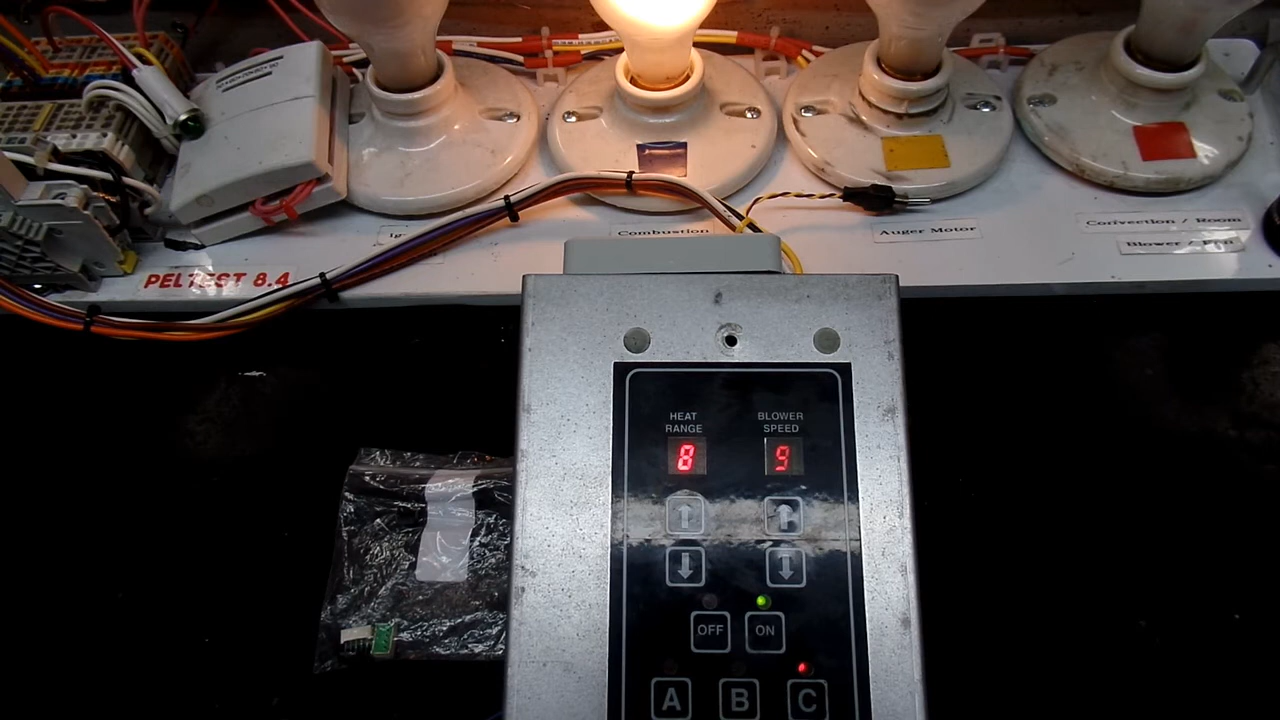 Combustion
Auger Motor
Convection / Room
Blower / Fan
PELTEST 8.4
HEAT
RANGE
BLOWER
SPEED
8
9
OFF
ON
A
B
C